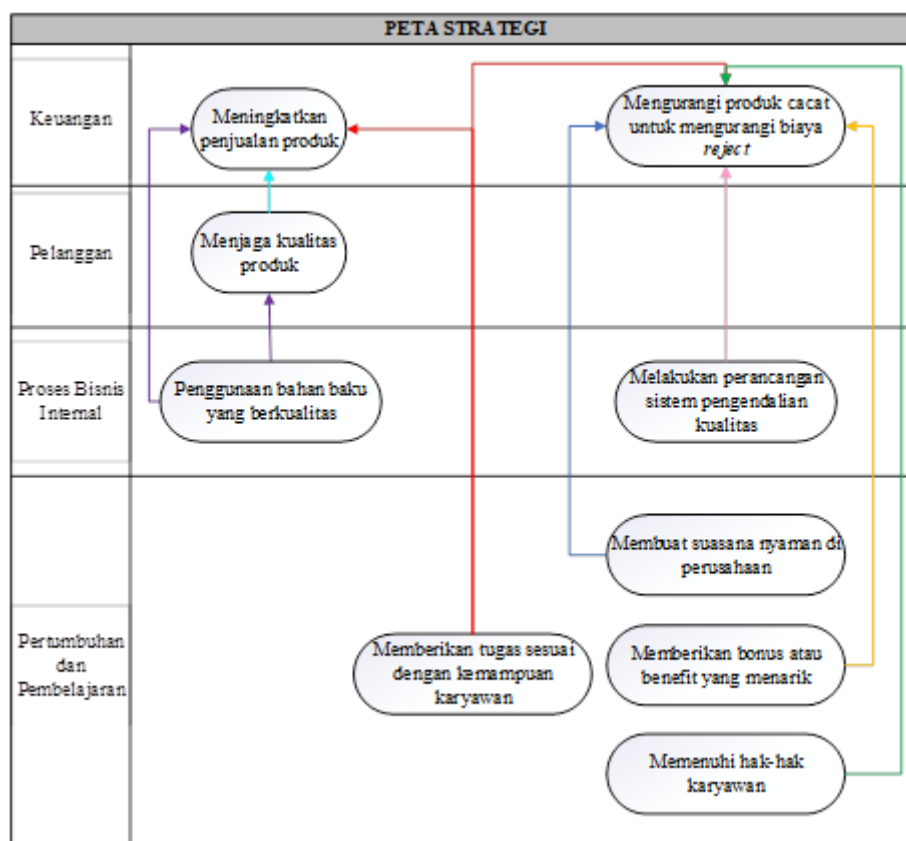 PETA STRATEGI
Keuangan
Meningkatkan
penjualan produk
Mengurangi produk cacat
untuk mengurangi biaya
reject
Pelanggan
Menjaga kualitas
produk
Proses Bisnis
Internal
Penggunaan bahan baku
yang berkualitas
Melakukan perancangan
sistem pengendalian
kualitas
Pertumbuhan
dan
Pembelajaran
Membuat suasana nyaman di
perusahaan
Memberikan tugas sesuai
dengan kemampuan
karyawan
Memberikan bonus atau
benefit yang menarik
Memenuhi hak-hak
karyawan